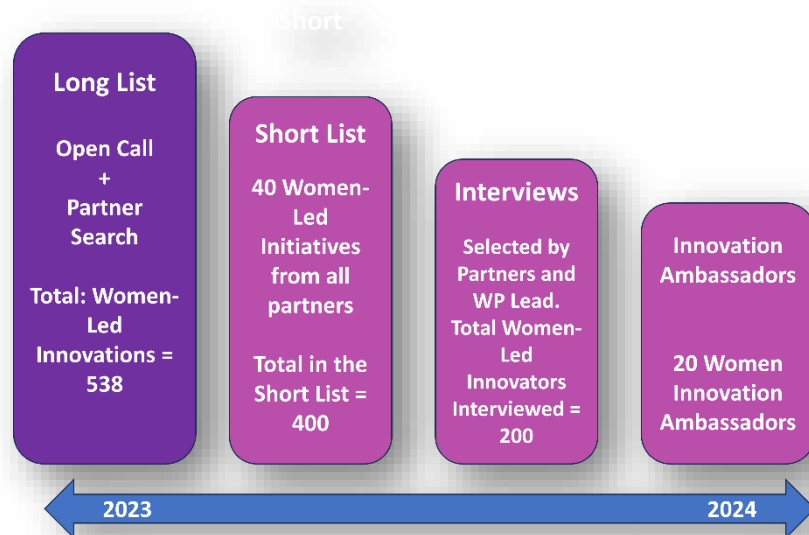 Short
Long List
Open Call
+
Partner
Search
Total: Women-
Led
Innovations =
538
Short List
40 Women-
Led
Initiatives
from all
partners
Total in the
Short List =
400
Interviews
Selected by
Partners and
WP Lead.
Total Women-
Led
Innovators
Interviewed =
200
Innovation
Ambassadors
20 Women
Innovation
Ambassadors
2023
2024